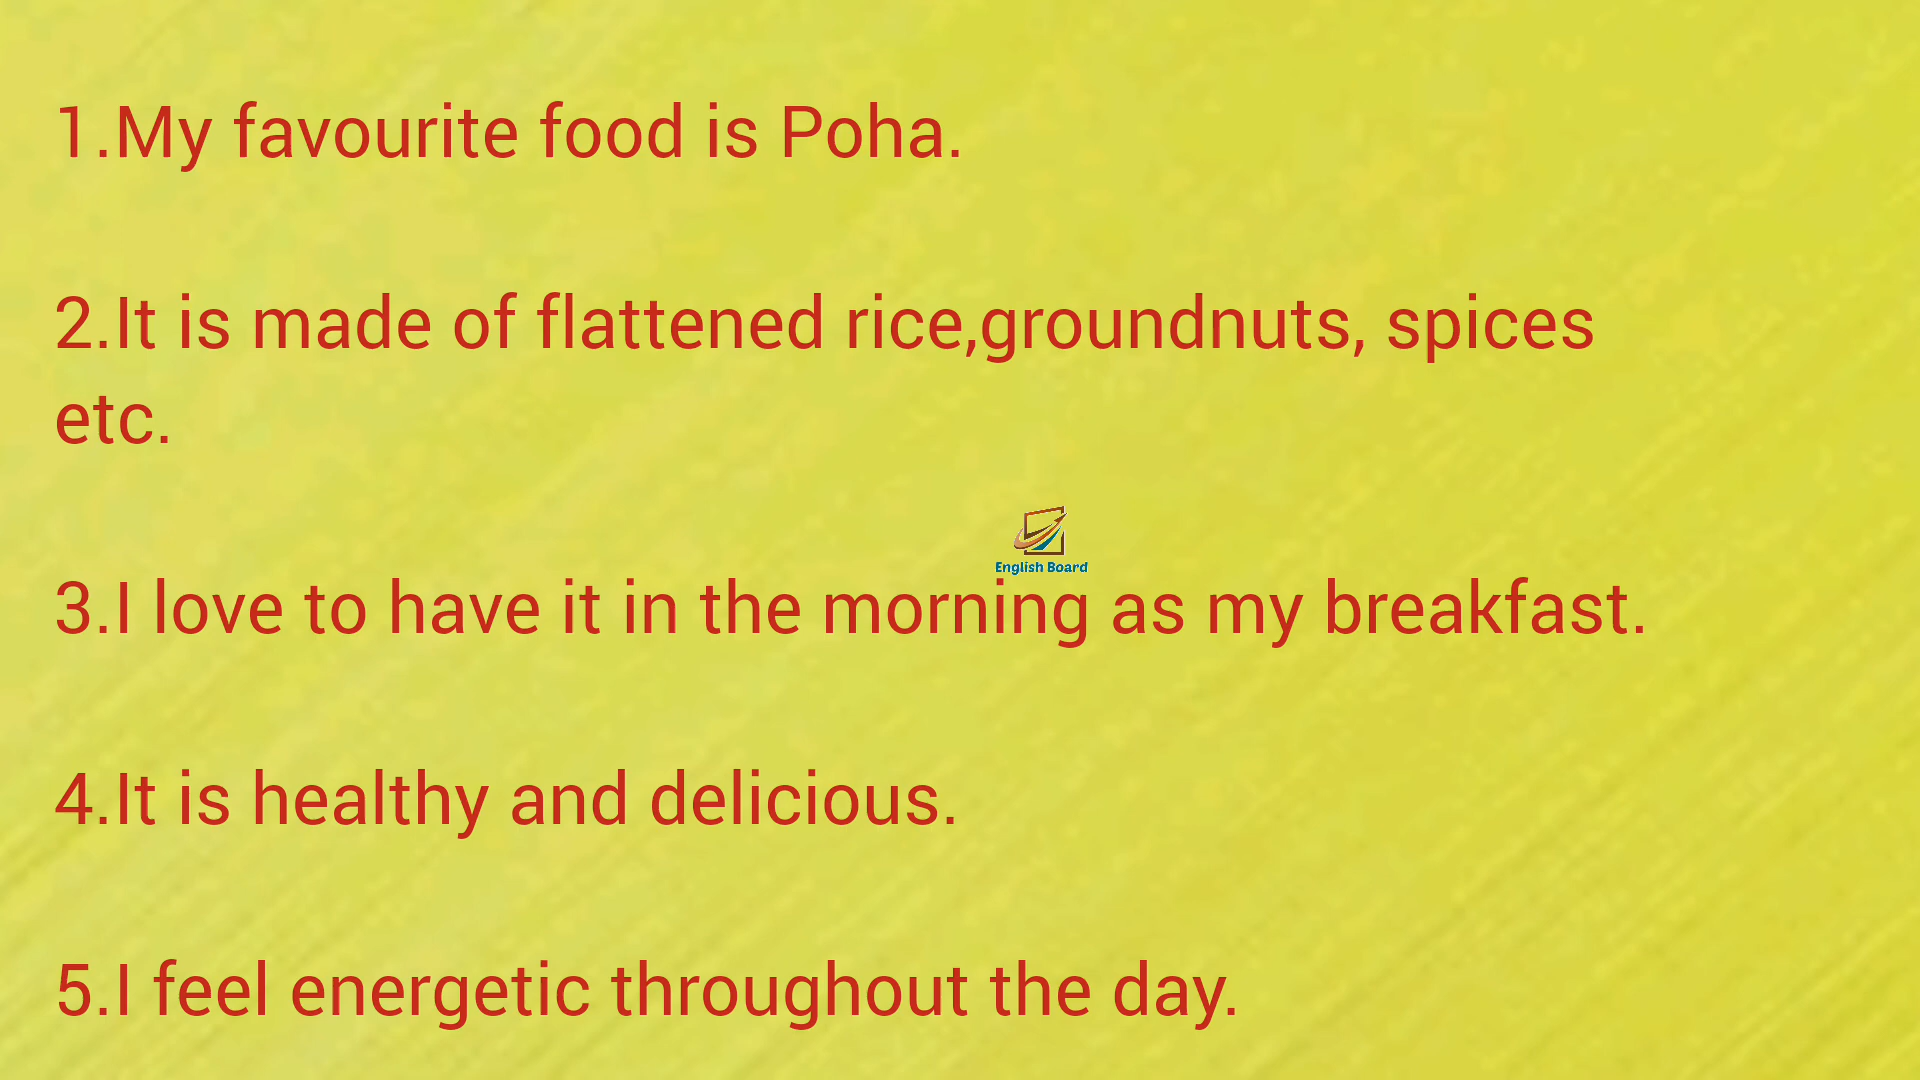 1.My favourite food is Poha.
2.It is made of flattened rice,groundnuts, spices
etc.
English Board
3.I love to have it in the morning as my breakfast.
4.It is healthy and delicious.
5.I feel energetic throughout the day.